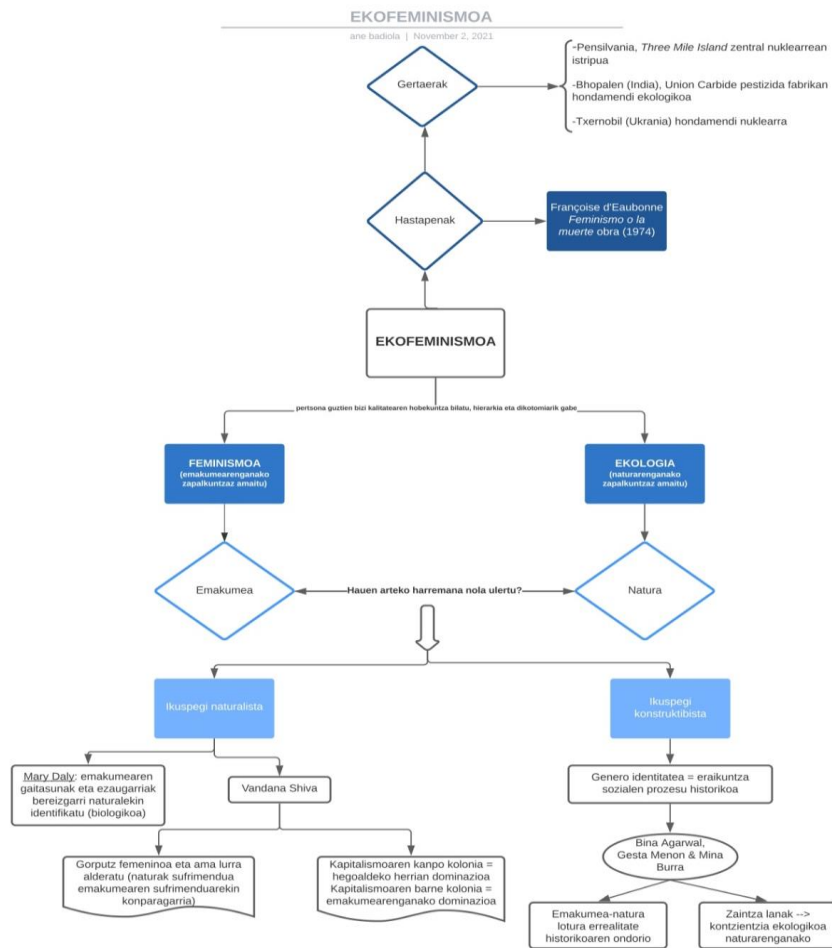 EKOFEMINISMOA
ane badiola | November 2, 2021
Gertaerak
-Pensilvania, Three Mile Island zentral nuklearrean
istripua
-Bhopalen (India), Union Carbide pestizida fabrikan
hondamendi ekologikoa
-Txernobil (Ukrania) hondamendi nuklearra
Hastapenak
Françoise d'Eaubonne
Feminismo o la
muerte obra (1974)
EKOFEMINISMOA
pertsona guztien bizi kalitatearen hobekuntza bilatu, hierarkia eta dikotomiarik gabe
FEMINISMOA
(emakumearenganako
zapalkuntzaz amaitu)
EKOLOGIA
(naturarenganako
zapalkuntzaz amaitu)
Emakumea
Hauen arteko harremana nola ulertu?
Natura
Ikuspegi naturalista
Ikuspegi
konstruktibista
Mary Daly: emakumearen
gaitasunak eta ezaugarriak
bereizgarri naturalekin
identifikatu (biologikoa)
Vandana Shiva
Genero identitatea = eraikuntza
sozialen prozesu historikoa
Gorputz femeninoa eta ama lurra
alderatu (naturak sufrimendua
emakumearen sufrimenduarekin
konparagarria)
Kapitalismoaren kanpo kolonia =
hegoaldeko herrian dominazioa
Kapitalismoaren barne kolonia =
emakumearenganako dominazioa
Bina Agarwal,
Gesta Menon & Mina
Burra
Emakumea-natura
lotura errealitate
historikoaren ondorio
Zaintza lanak -->
kontzientzia ekologikoa
naturarenganako